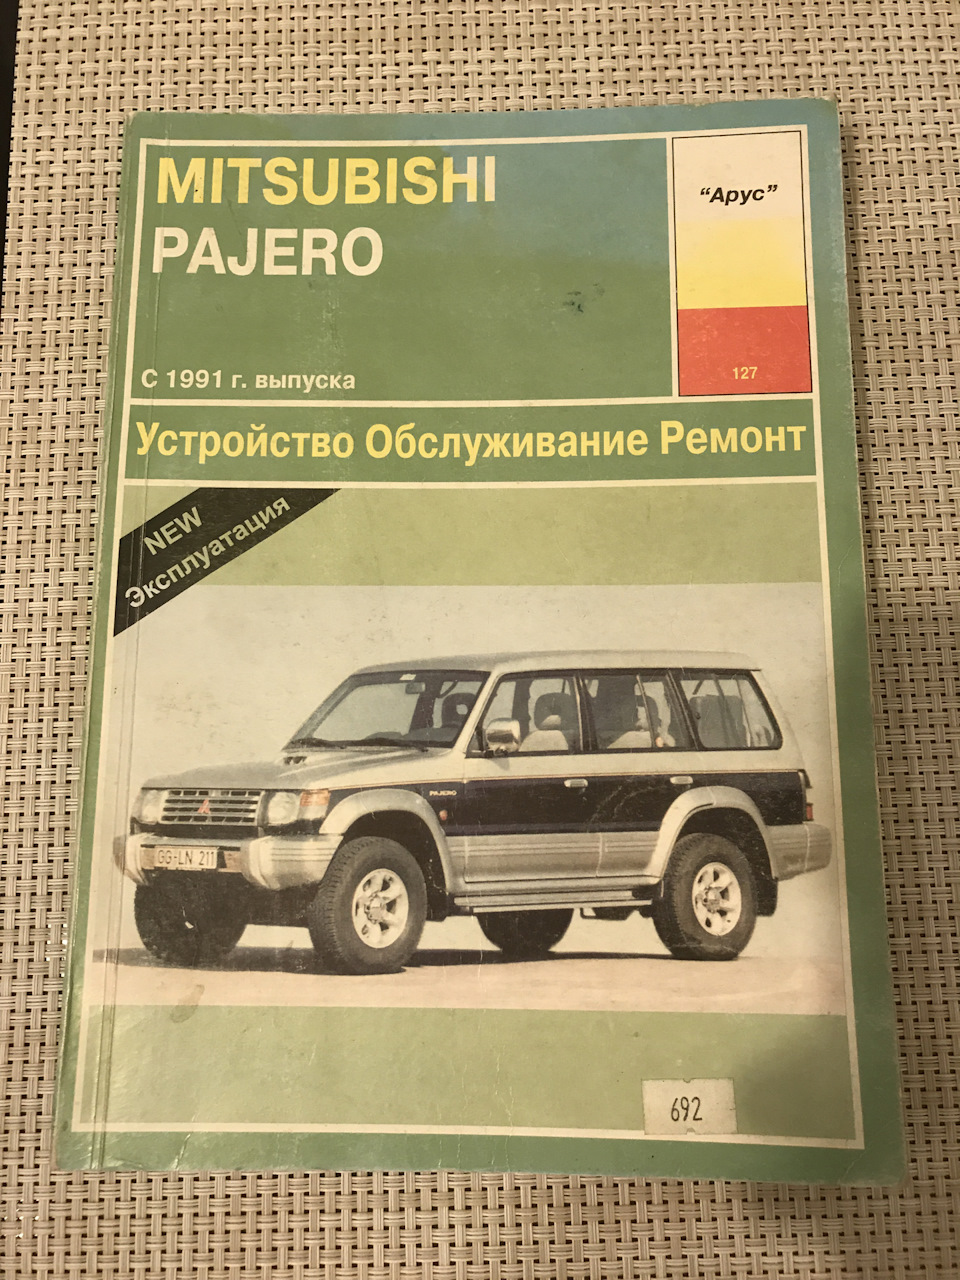 MITSUBISHI
PAJERO
"Арус"
127
С 1991 г. выпуска
Устройство Обслуживание Ремонт
NEW
Эксплуатация
PAJERO
GG-LN 211
692